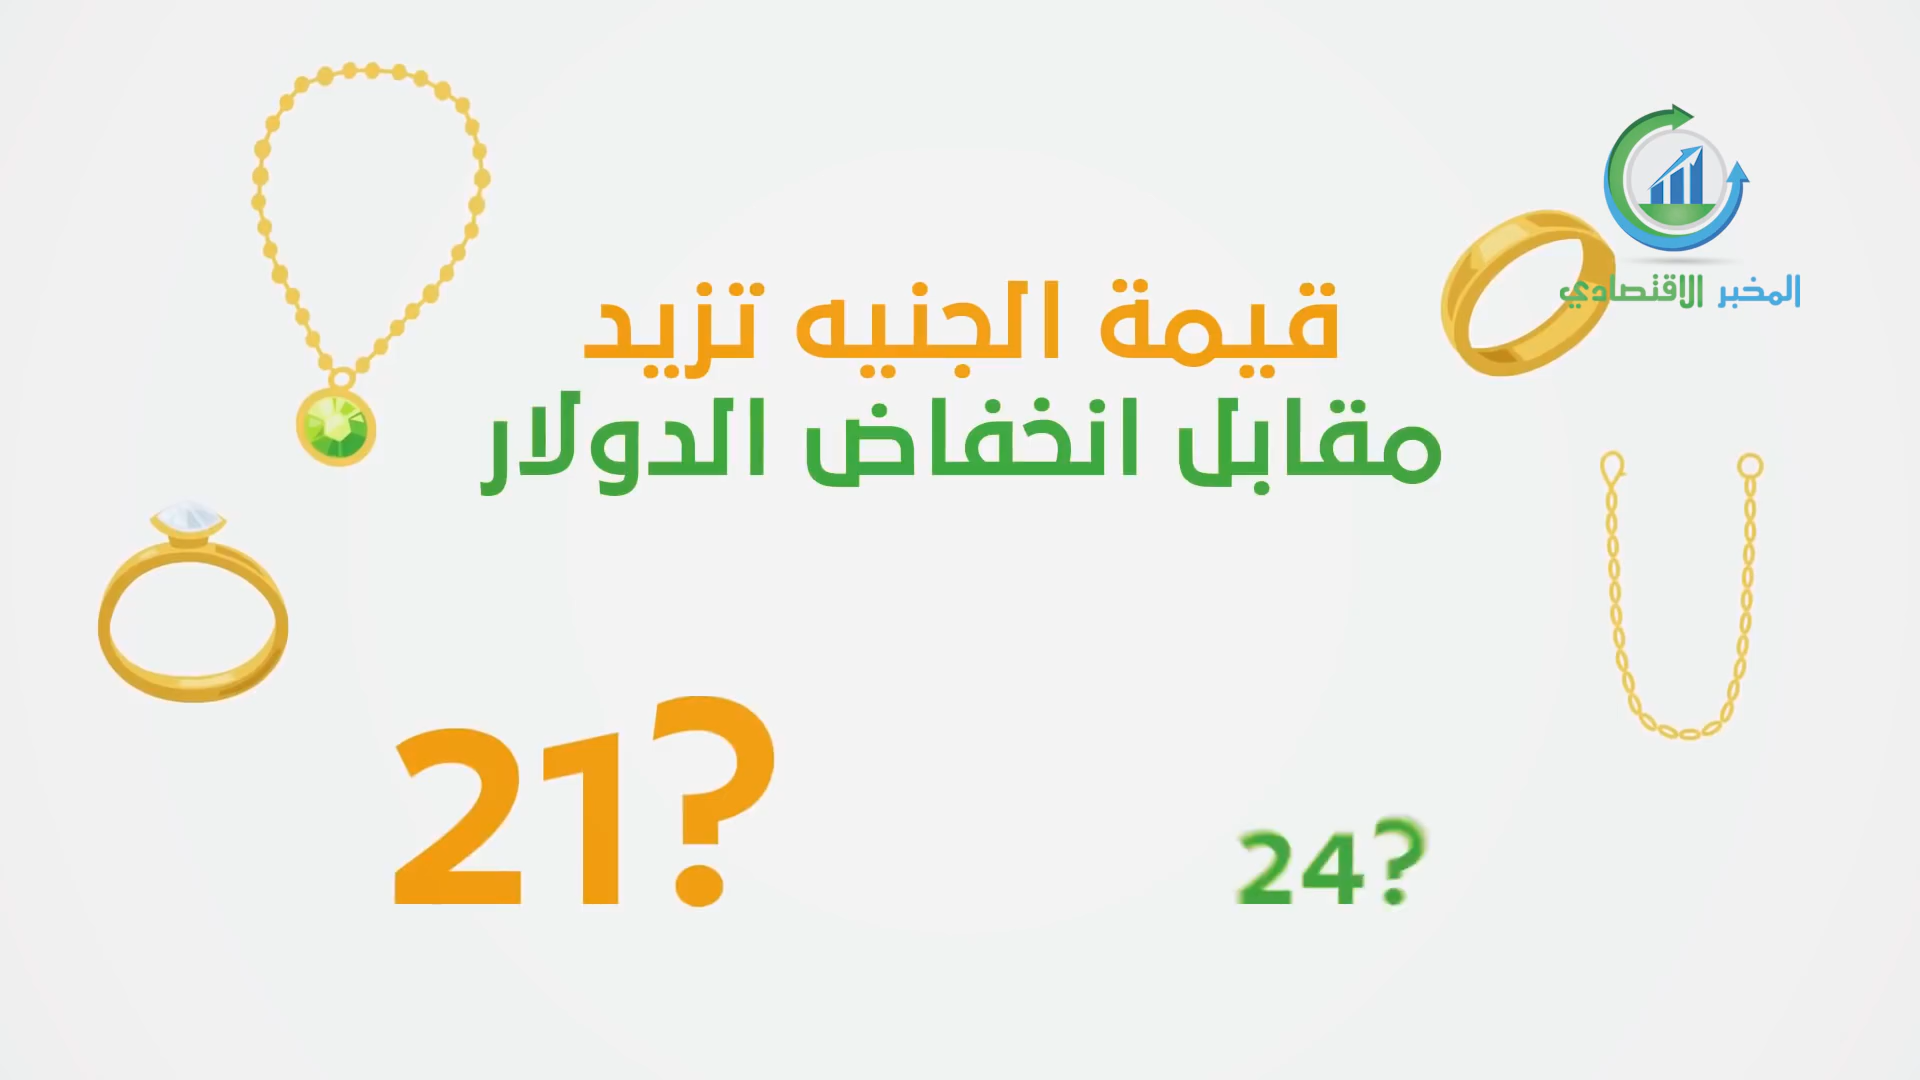 المخبر الاقتصادي
قيمة الجنيه تزيد
مقابل انخفاض الدولار
21?
24?